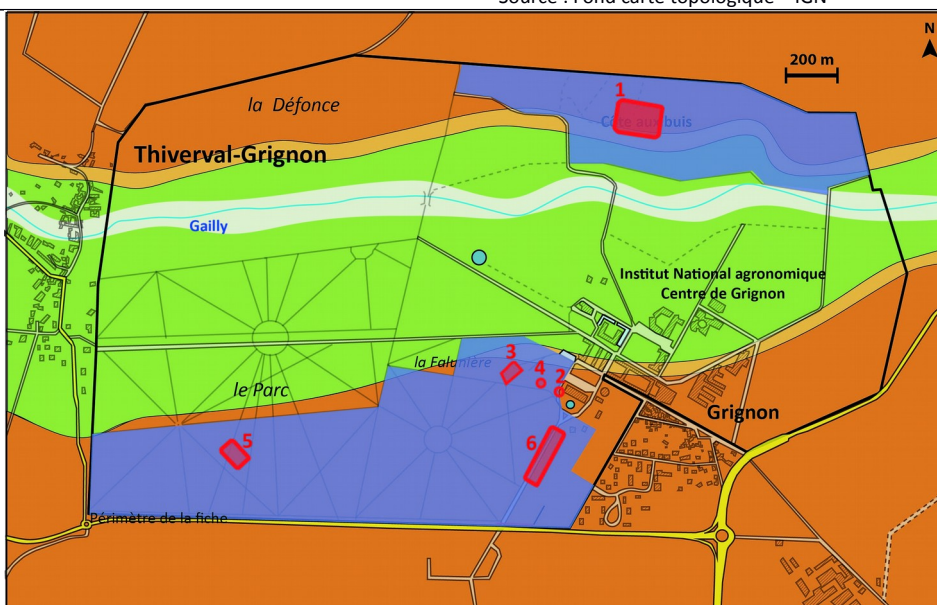 Source : Fond carte topologique – IGN
N
200 m
1
la Défonce
Côte aux buis
Thiverval-Grignon
Gailly
Institut National agronomique
Centre de Grignon
3
la Falunière
4
2
le Parc
Grignon
5
6
Périmètre de la fiche